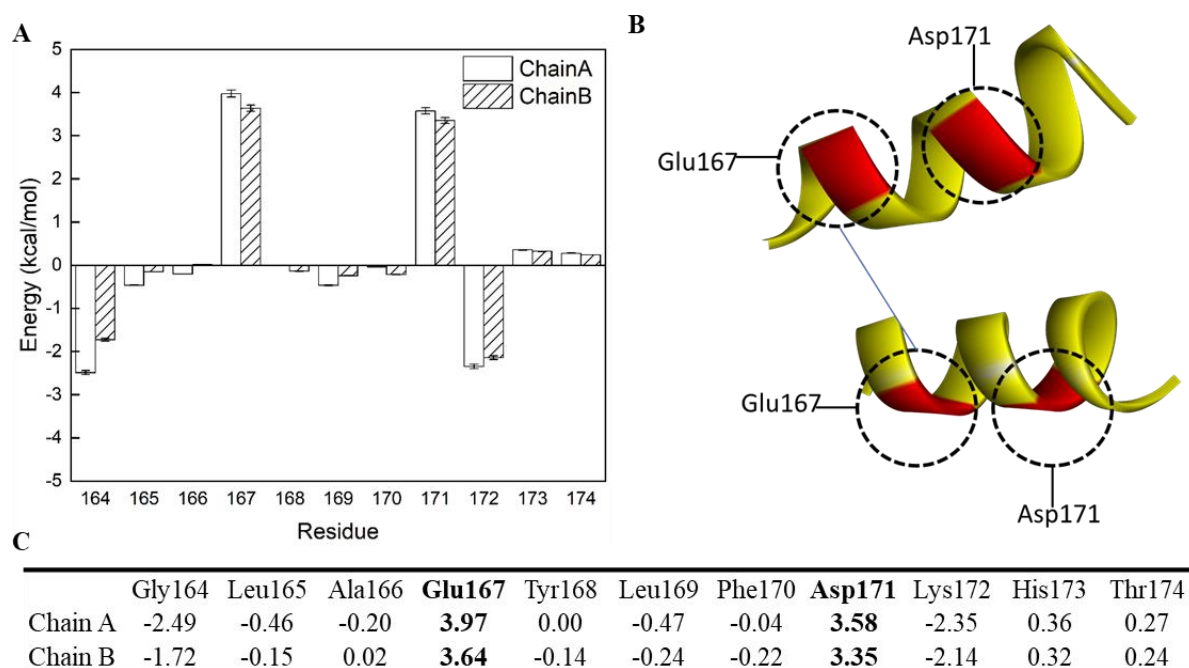 A
Energy (kcal/mol)
5
4
3
2
1
0
-1
-2
-3
-4
-5
ChainA
ChainB
164 165 166 167 168 169 170 171 172 173 174
Residue
B
Asp171
Glu167
Glu167
Asp171
C
Gly164 Leu165 Ala166 Glu167 Tyr168 Leu169 Phe170 Asp171 Lys172 His173 Thr174
Chain A -2.49 -0.46 -0.20 3.97 0.00 -0.47 -0.04 3.58 -2.35 0.36 0.27
Chain B -1.72 -0.15 0.02 3.64 -0.14 -0.24 -0.22 3.35 -2.14 0.32 0.24